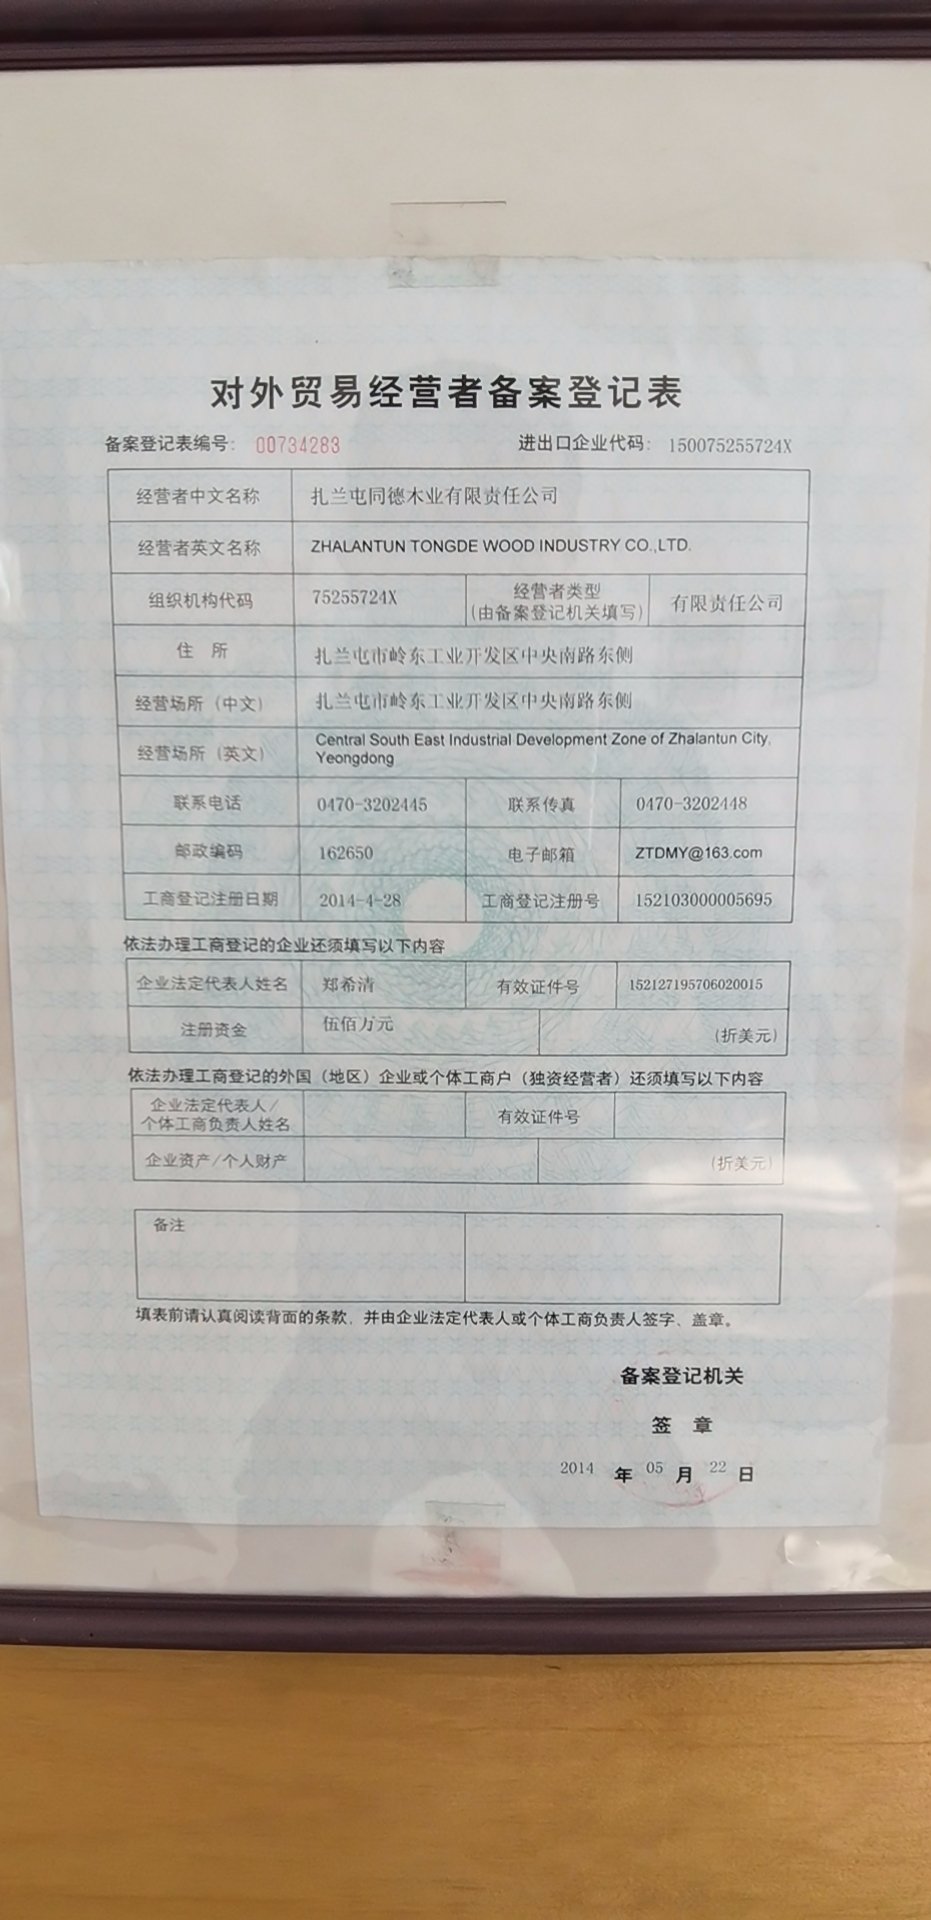 对外贸易经营者备案登记表
备案登记表编号： 00734283 进出口企业代码： 150075255724X
经营者中文名称 扎兰屯同德木业有限责任公司
经营者英文名称 ZHALANTUN TONGDE WOOD INDUSTRY CO.,LTD.
组织机构代码 75255724X 经营者类型 (由备案登记机关填写) 有限责任公司
住 所 扎兰屯市岭东工业开发区中央南路东侧
经营场所（中文） 扎兰屯市岭东工业开发区中央南路东侧
经营场所（英文） Central South East Industrial Development Zone of Zhalantun City,
Yeongdong
联系电话 0470-3202445 联系传真 0470-3202448
邮政编码 162650 电子邮箱 ZTDMY@163.com
工商登记注册日期 2014-4-28 工商登记注册号 152103000005695
依法办理工商登记的企业还须填写以下内容
企业法定代表人姓名 郑希清 有效证件号 152127195706020015
注册资金 伍佰万元 (折美元)
依法办理工商登记的外国（地区）企业或个体工商户（独资经营者）还须填写以下内容
企业法定代表人/
个体工商负责人姓名 有效证件号
企业资产/个人财产 (折美元)
备注
填表前请认真阅读背面的条款，并由企业法定代表人或个体工商负责人签字、盖章。
备案登记机关
签 章
2014 年 05 月 22 日